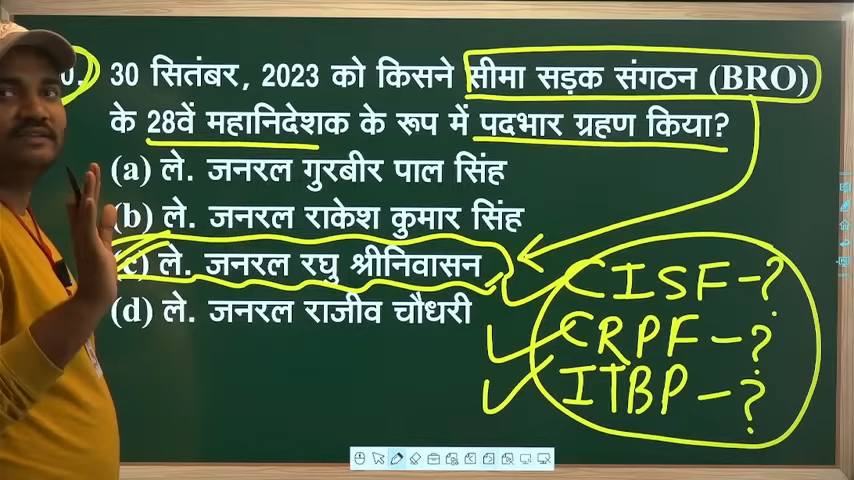 0. 30 सितंबर, 2023 को किसने सीमा सड़क संगठन (BRO)
के 28वें महानिदेशक के रूप में पदभार ग्रहण किया?
(a) ले. जनरल गुरबीर पाल सिंह
(b) ले. जनरल राकेश कुमार सिंह
(c) ले. जनरल रघु श्रीनिवासन
(d) ले. जनरल राजीव चौधरी
CISF-?
CRPF-?
ITBP-?